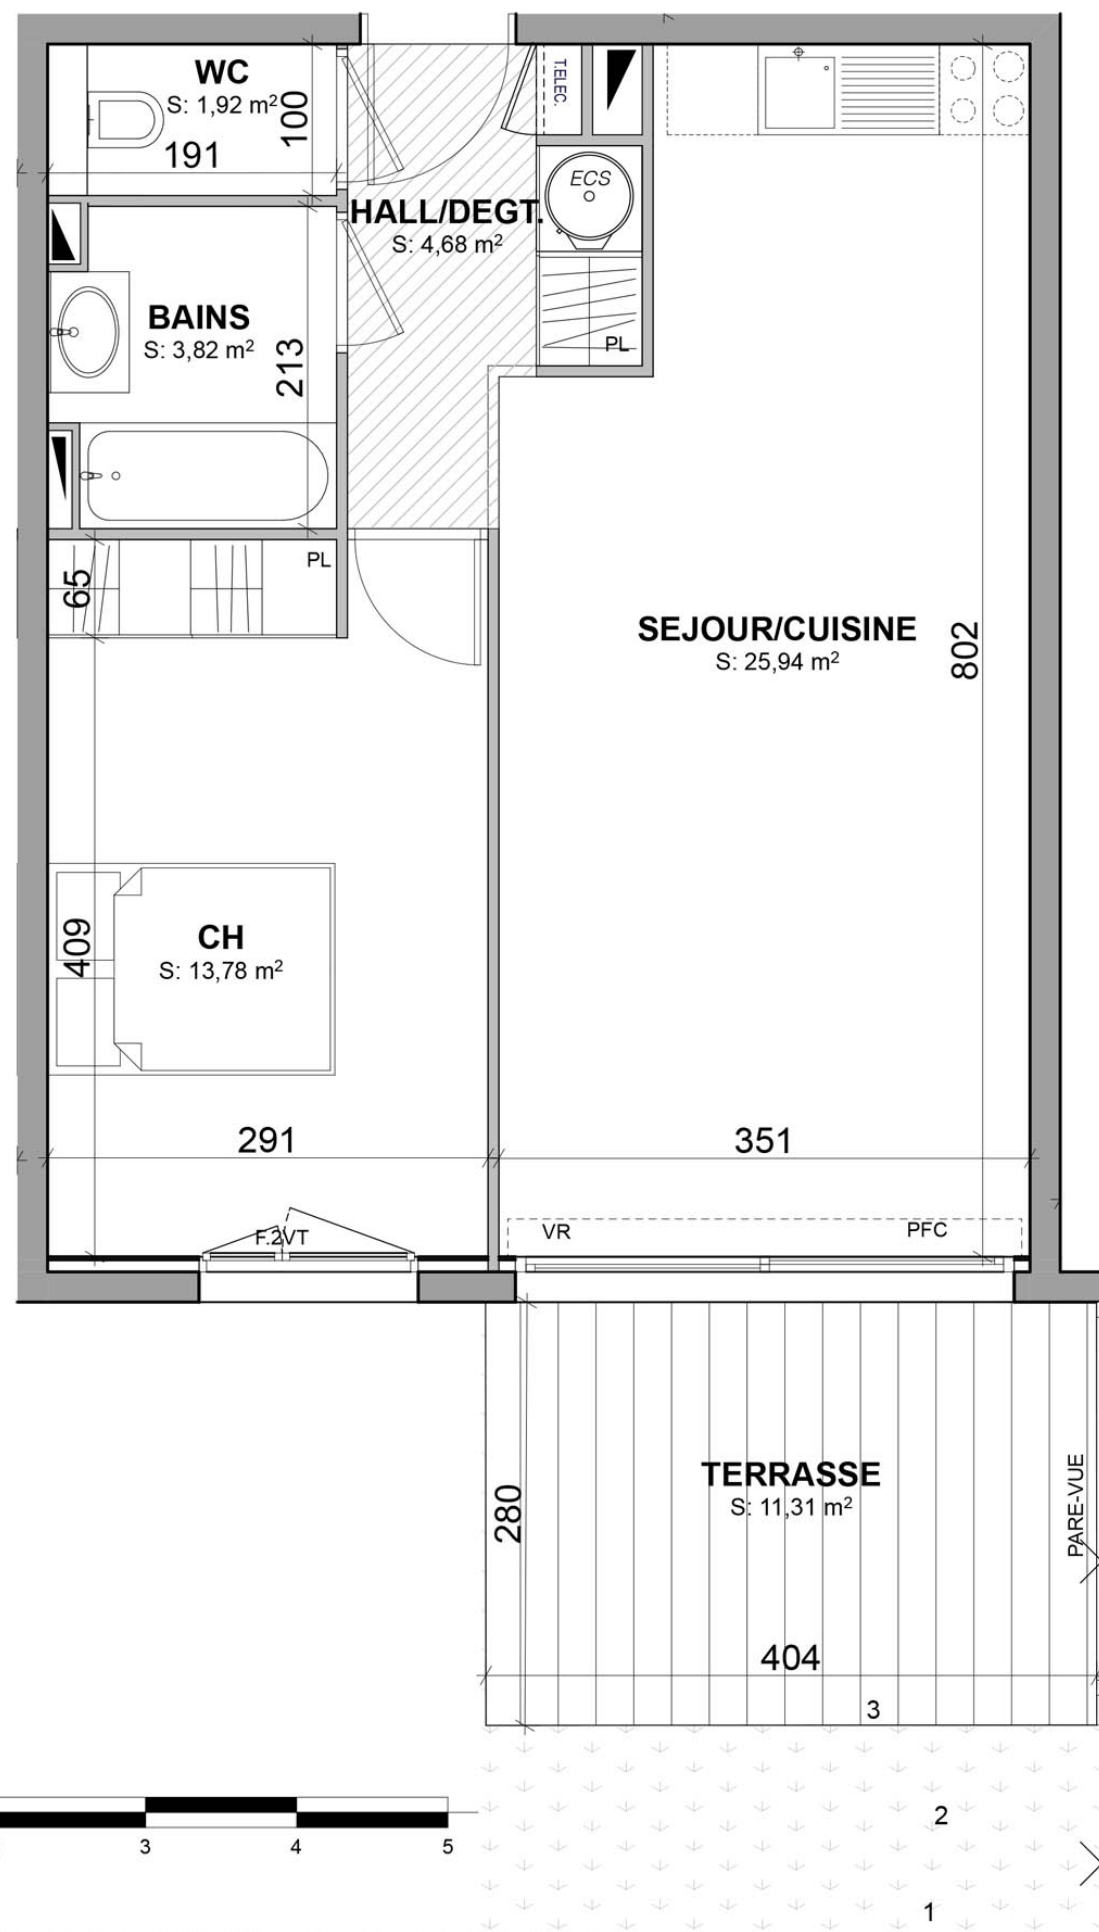 WC
S: 1,92 m²
100
191
T.ELEC.
ECS
HALL/DEGT.
S: 4,68 m²
BAINS
S: 3,82 m²
213
PL
PL
65
SEJOUR/CUISINE
S: 25,94 m²
802
CH
S: 13,78 m²
409
291
351
F.2VT
VR
PFC
TERRASSE
S: 11,31 m²
280
PARE-VUE
404
3
2
1
3
4
5